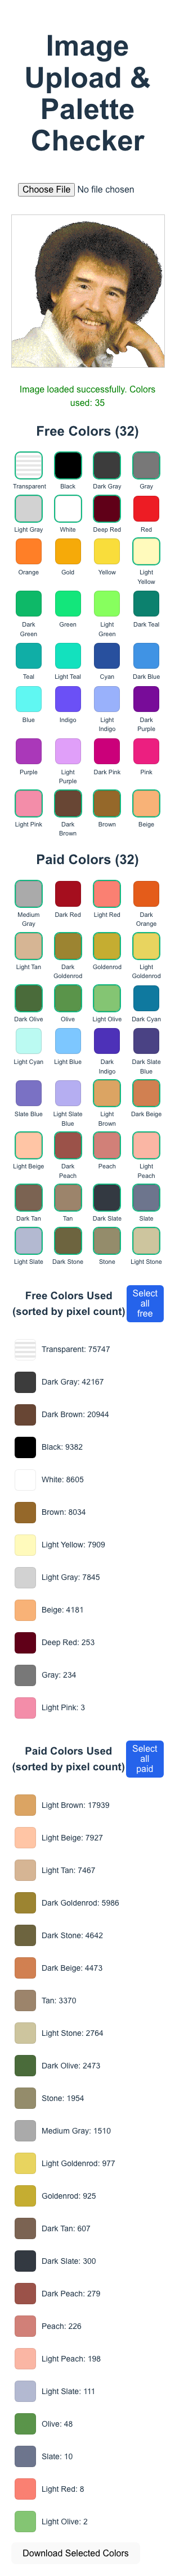 Image
Upload &
Palette
Checker
Choose File No file chosen
Image loaded successfully. Colors
used: 35
Free Colors (32)
Transparent Black Dark Gray Gray
Light Gray White Deep Red Red
Orange Gold Yellow Light
Yellow
Dark Green Light Dark Teal
Green Green
Teal Light Teal Cyan Dark Blue
Blue Indigo Light Dark
Indigo Purple
Purple Light Dark Pink Pink
Purple
Light Pink Dark Brown Beige
Brown
Paid Colors (32)
Medium Dark Red Light Red Dark
Gray Orange
Light Tan Dark Goldenrod Light
Goldenrod Goldenrod
Dark Olive Olive Light Olive Dark Cyan
Light Cyan Light Blue Dark Dark Slate
Indigo Blue
Slate Blue Light Slate Light Dark Beige
Blue Brown
Light Beige Dark Peach Light
Peach Peach
Dark Tan Tan Dark Slate Slate
Light Slate Dark Stone Stone Light Stone
Free Colors Used
(sorted by pixel count)
Select
all
free
Transparent: 75747
Dark Gray: 42167
Dark Brown: 20944
Black: 9382
White: 8605
Brown: 8034
Light Yellow: 7909
Light Gray: 7845
Beige: 4181
Deep Red: 253
Gray: 234
Light Pink: 3
Paid Colors Used
(sorted by pixel count)
Select
all
paid
Light Brown: 17939
Light Beige: 7927
Light Tan: 7467
Dark Goldenrod: 5986
Dark Stone: 4642
Dark Beige: 4473
Tan: 3370
Light Stone: 2764
Dark Olive: 2473
Stone: 1954
Medium Gray: 1510
Light Goldenrod: 977
Goldenrod: 925
Dark Tan: 607
Dark Slate: 300
Dark Peach: 279
Peach: 226
Light Peach: 198
Light Slate: 111
Olive: 48
Slate: 10
Light Red: 8
Light Olive: 2
Download Selected Colors